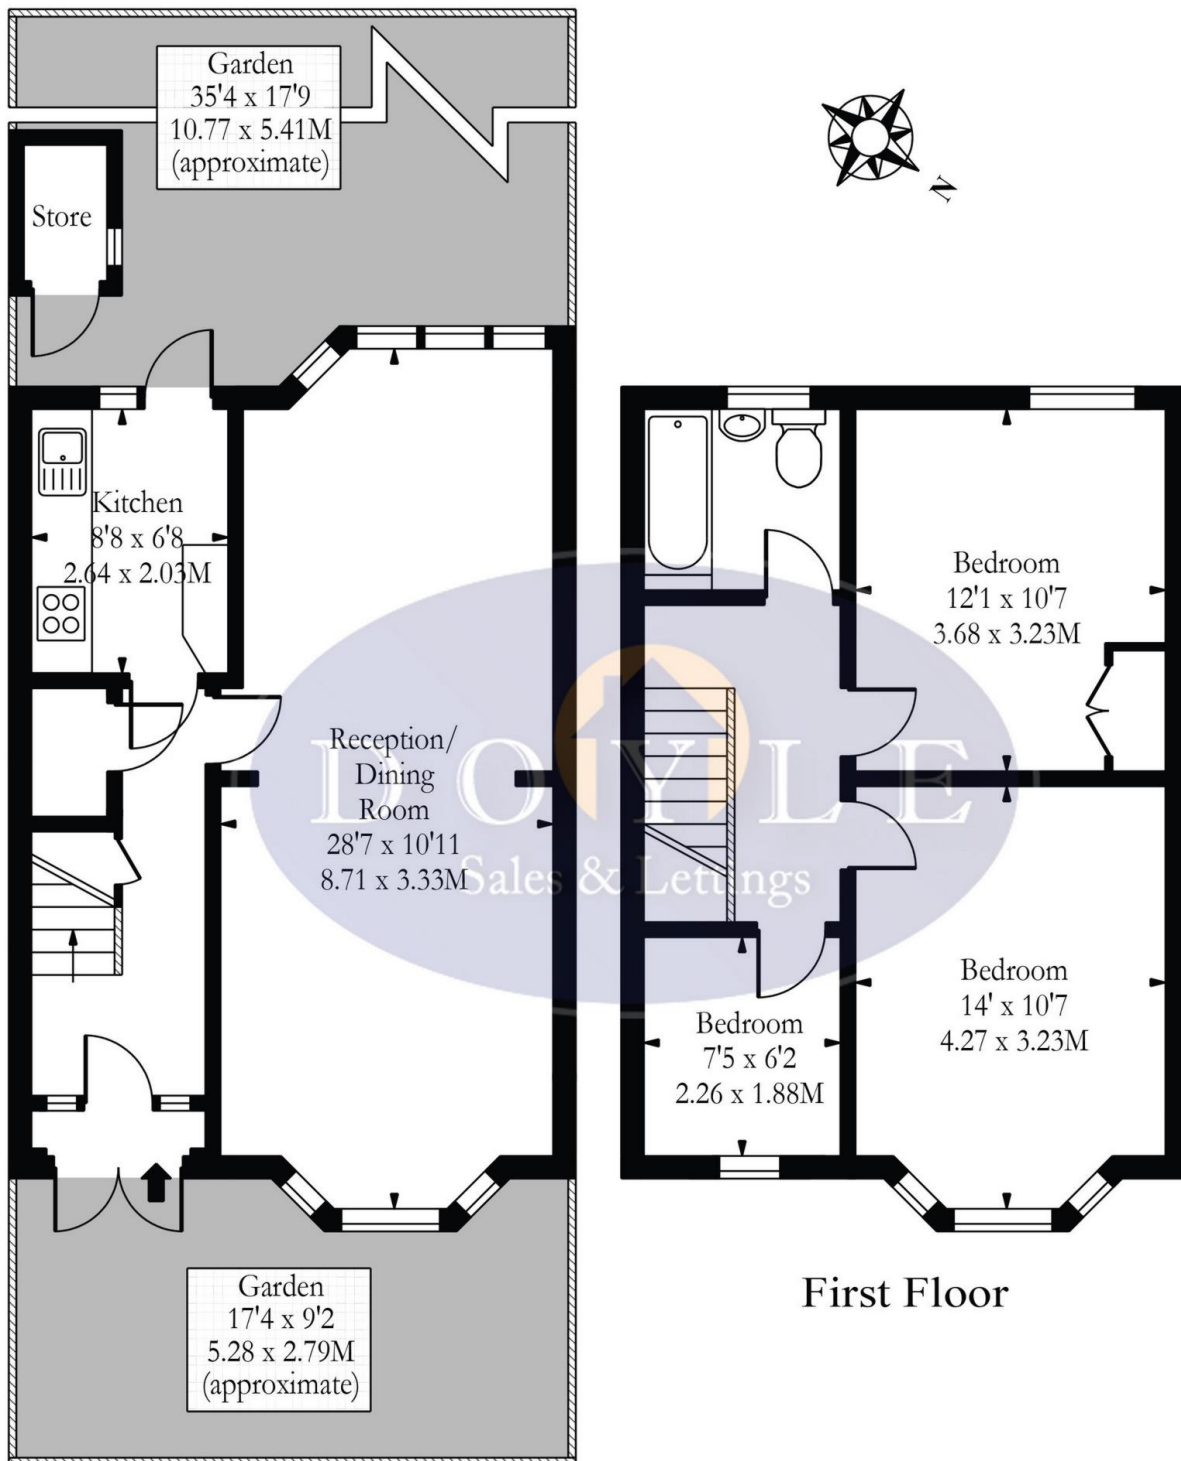 Garden
35'4 x 17'9
10.77 x 5.41M
(approximate)
N
Store
Kitchen
8'8 x 6'8
2.64 x 2.03M
Bedroom
12'1 x 10'7
3.68 x 3.23M
Reception/
Dining
Room
28'7 x 10'11
8.71 x 3.33M
DOYLE
Sales & Lettings
Bedroom
14' x 10'7
4.27 x 3.23M
Bedroom
7'5 x 6'2
2.26 x 1.88M
Garden
17'4 x 9'2
5.28 x 2.79M
(approximate)
First Floor